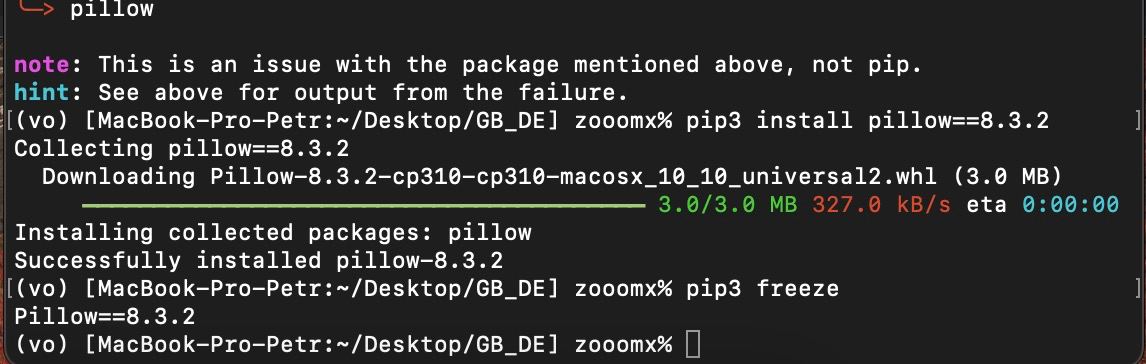 ╰─> pillow
note: This is an issue with the package mentioned above, not pip.
hint: See above for output from the failure.
[(vo) [MacBook-Pro-Petr:~/Desktop/GB_DE] zooomx% pip3 install pillow==8.3.2 ]
Collecting pillow==8.3.2
Downloading Pillow-8.3.2-cp310-cp310-macosx_10_10_universal2.whl (3.0 MB)
━━━━━━━━━━━━━━━━━━━━━━━━━━━━━━━━━━━━━━━━ 3.0/3.0 MB 327.0 kB/s eta 0:00:00
Installing collected packages: pillow
Successfully installed pillow-8.3.2
[(vo) [MacBook-Pro-Petr:~/Desktop/GB_DE] zooomx% pip3 freeze ]
Pillow==8.3.2
(vo) [MacBook-Pro-Petr:~/Desktop/GB_DE] zooomx%